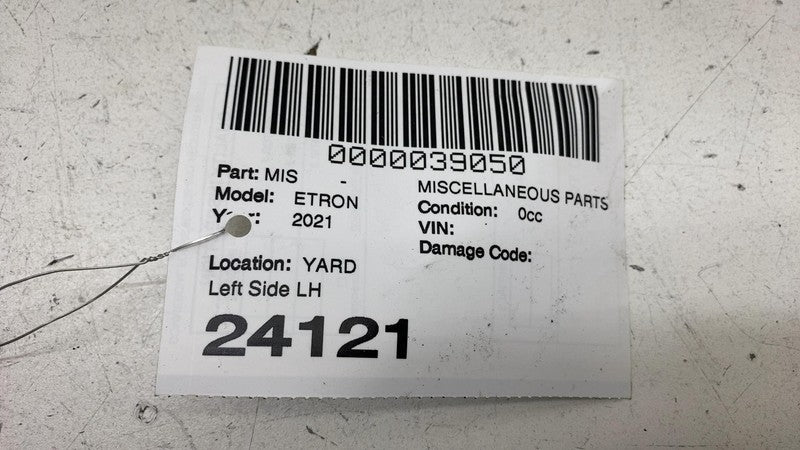 0000039050
Part: MIS - MISCELLANEOUS PARTS
Model: ETRON Condition: 0cc
Year: 2021 VIN:
Damage Code:
Location: YARD
Left Side LH
24121